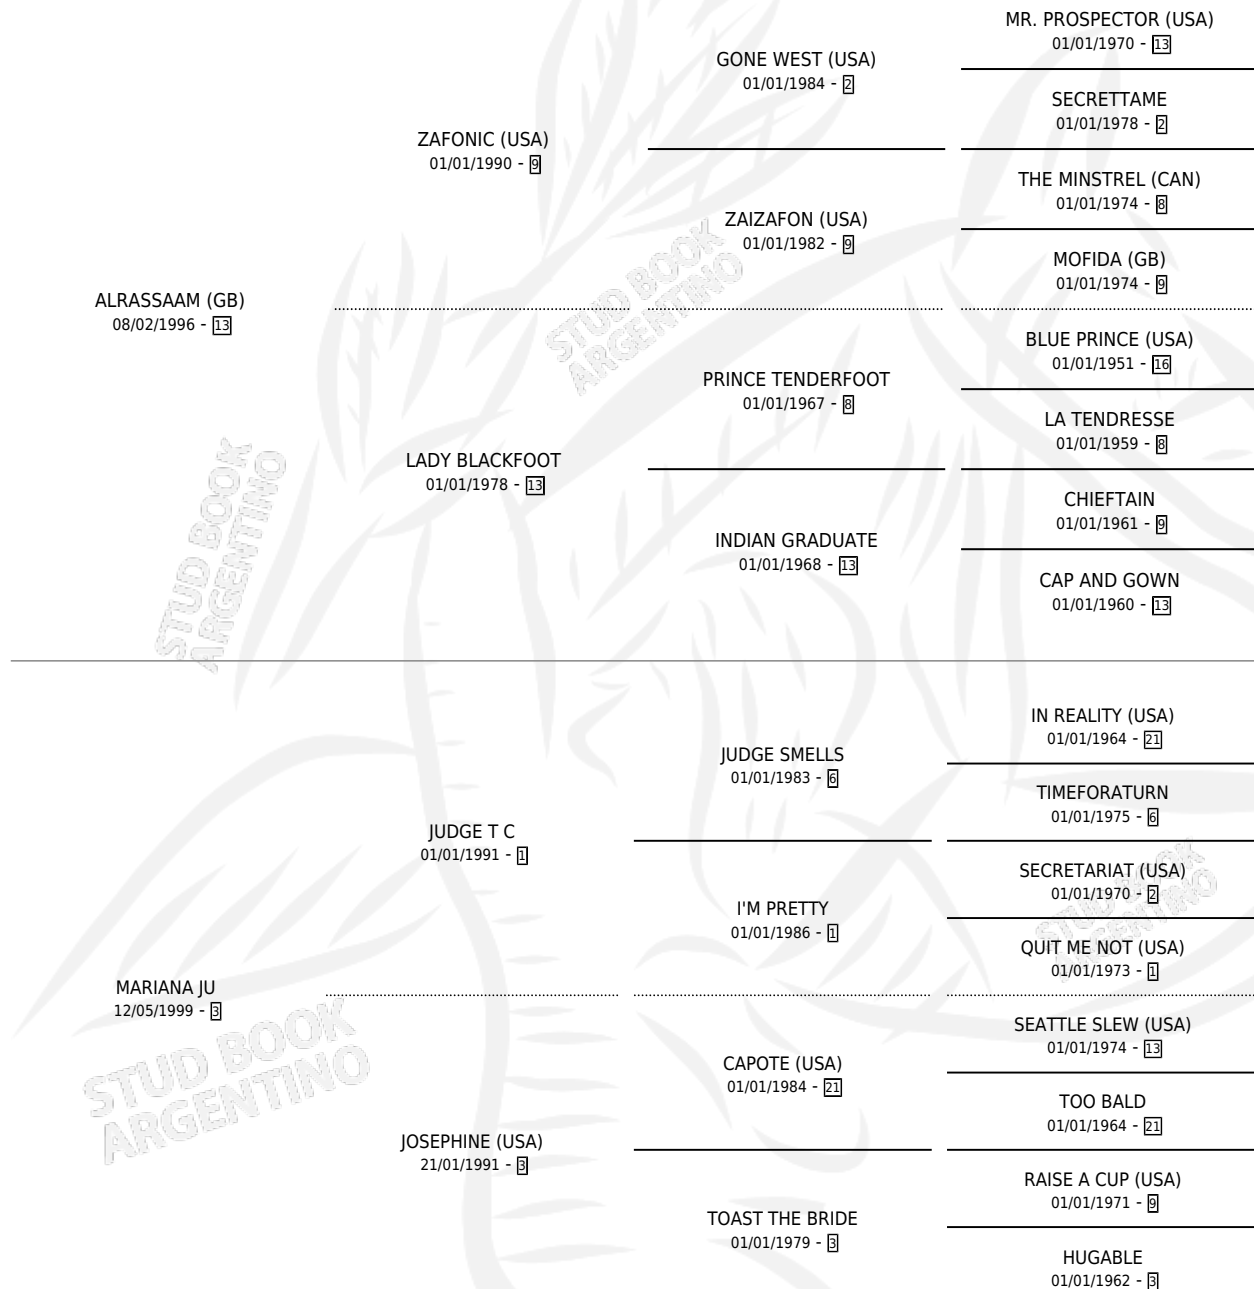 MR. PROSPECTOR (USA)
01/01/1970 - 13
GONE WEST (USA)
01/01/1984 - 2
SECRETTAME
01/01/1978 - 2
ZAFONIC (USA)
01/01/1990 - 9
THE MINSTREL (CAN)
01/01/1974 - 8
ZAIZAFON (USA)
01/01/1982 - 9
MOFIDA (GB)
01/01/1974 - 9
ALRASSAAM (GB)
08/02/1996 - 13
STUD BOOK
ARGENTINO
BLUE PRINCE (USA)
01/01/1951 - 16
PRINCE TENDERFOOT
01/01/1967 - 8
LA TENDRESSE
01/01/1959 - 8
LADY BLACKFOOT
01/01/1978 - 13
CHIEFTAIN
01/01/1961 - 9
INDIAN GRADUATE
01/01/1968 - 13
CAP AND GOWN
01/01/1960 - 13
STUD BOOK
ARGENTINO
IN REALITY (USA)
01/01/1964 - 21
JUDGE SMELLS
01/01/1983 - 6
TIMEFORATURN
01/01/1975 - 6
JUDGE T C
01/01/1991 - 1
SECRETARIAT (USA)
01/01/1970 - 2
I'M PRETTY
01/01/1986 - 1
STUD BOOK
ARGENTINO
QUIT ME NOT (USA)
01/01/1973 - 1
MARIANA JU
12/05/1999 - 3
STUD BOOK
ARGENTINO
SEATTLE SLEW (USA)
01/01/1974 - 13
CAPOTE (USA)
01/01/1984 - 21
TOO BALD
01/01/1964 - 21
JOSEPHINE (USA)
21/01/1991 - 3
RAISE A CUP (USA)
01/01/1971 - 9
TOAST THE BRIDE
01/01/1979 - 3
HUGABLE
01/01/1962 - 3